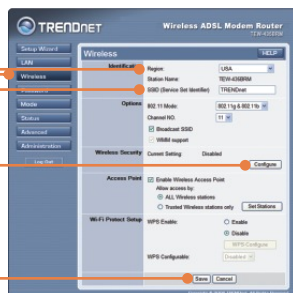 TRENDNET
Wireless ADSL Modem Router
TEW-435BRM
Setup Wizard
LAN
Wireless
Password
Mode
Status
Advanced
Administration
Log Out
Wireless
HELP
Identification
Region: USA
Station Name: TEW-435BRM
SSID (Service Set Identifier) TRENDnet
Options
802.11 Mode: 802.11g & 802.11b
Channel NO. 11
Broadcast SSID
WMM support
Wireless Security
Current Setting: Disabled
Configure
Access Point
Enable Wireless Access Point
Allow access by:
ALL Wireless stations
Trusted Wireless stations only
Set Stations
Wi-Fi Protect Setup
WPS Enable:
Enable
Disable
WPS Configure
WPS Configurable: Disabled
Save
Cancel